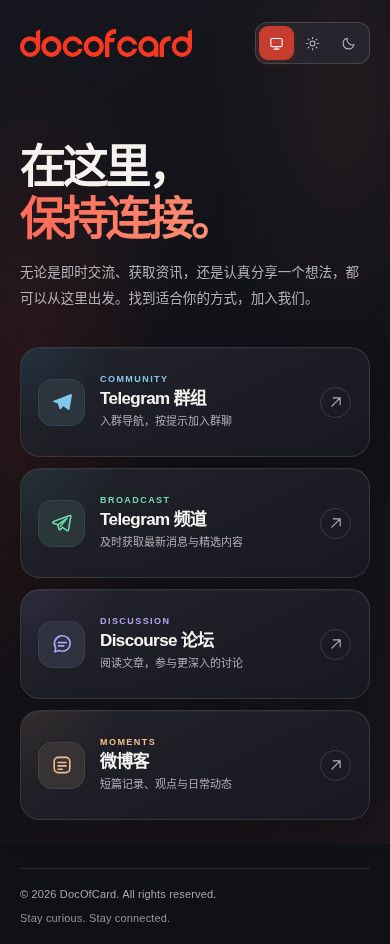 docofcard
在这里，
保持连接。
无论是即时交流、获取资讯，还是认真分享一个想法，都
可以从这里出发。找到适合你的方式，加入我们。
COMMUNITY
Telegram 群组
入群导航，按提示加入群聊
BROADCAST
Telegram 频道
及时获取最新消息与精选内容
DISCUSSION
Discourse 论坛
阅读文章，参与更深入的讨论
MOMENTS
微博客
短篇记录、观点与日常动态
© 2026 DocOfCard. All rights reserved.
Stay curious. Stay connected.